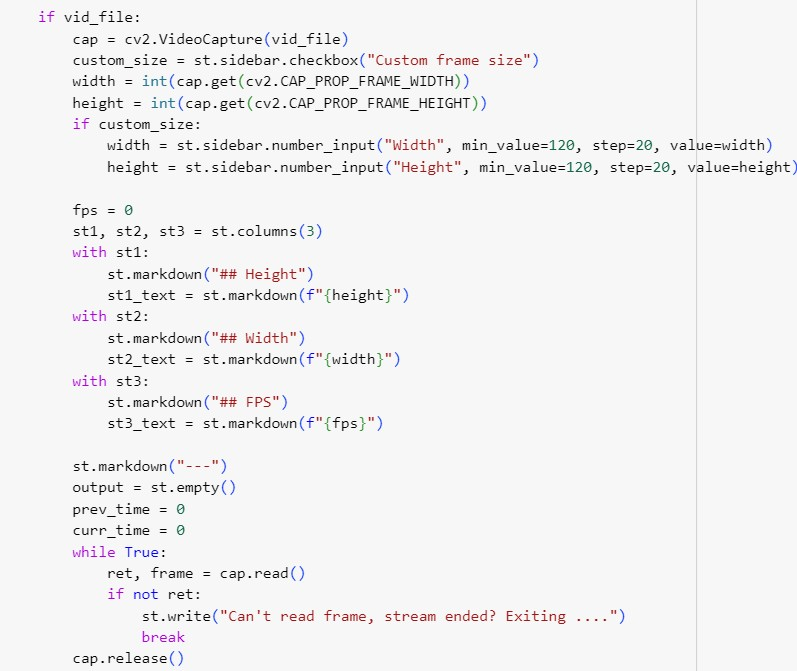 if vid_file:
    cap = cv2.VideoCapture(vid_file)
    custom_size = st.sidebar.checkbox("Custom frame size")
    width = int(cap.get(cv2.CAP_PROP_FRAME_WIDTH))
    height = int(cap.get(cv2.CAP_PROP_FRAME_HEIGHT))
    if custom_size:
        width = st.sidebar.number_input("Width", min_value=120, step=20, value=width)
        height = st.sidebar.number_input("Height", min_value=120, step=20, value=height)

    fps = 0
    st1, st2, st3 = st.columns(3)
    with st1:
        st.markdown("## Height")
        st1_text = st.markdown(f"{height}")
    with st2:
        st.markdown("## Width")
        st2_text = st.markdown(f"{width}")
    with st3:
        st.markdown("## FPS")
        st3_text = st.markdown(f"{fps}")

    st.markdown("---")
    output = st.empty()
    prev_time = 0
    curr_time = 0
    while True:
        ret, frame = cap.read()
        if not ret:
            st.write("Can't read frame, stream ended? Exiting ....")
            break
    cap.release()